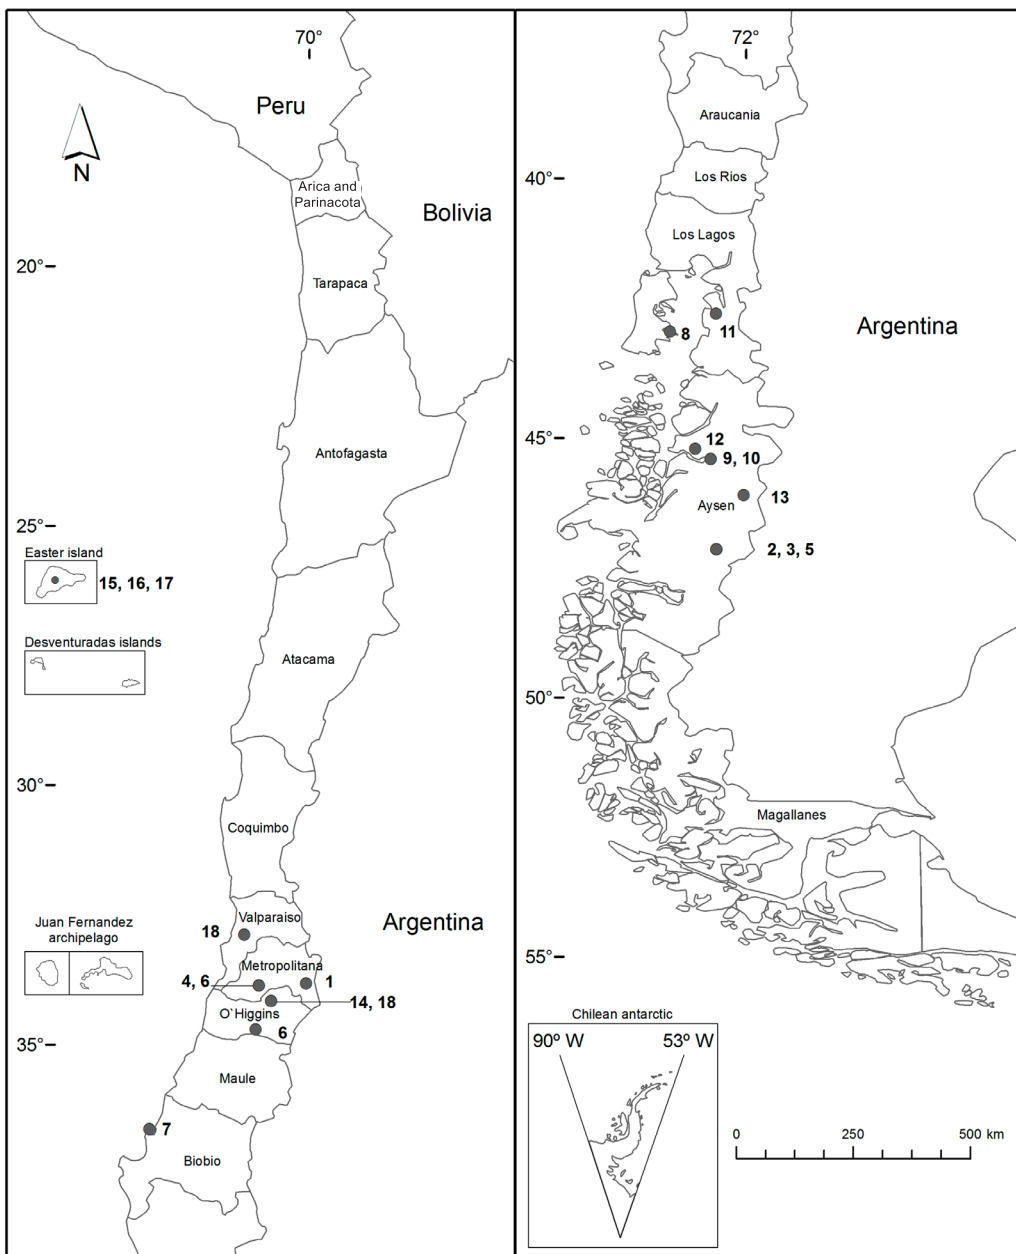 70°
Peru
N
Arica and
Parinacota
Bolivia
20°
Tarapaca
Antofagasta
25°
Easter island
15, 16, 17
Desventuradas islands
Atacama
30°
Coquimbo
Juan Fernandez
archipelago
Valparaiso
18
Argentina
Metropolitana
4, 6
1
14, 18
O`Higgins
6
35°
Maule
7
Biobio
72°
Araucania
40°
Los Rios
Los Lagos
Argentina
11
8
45°
12
9, 10
13
Aysen
2, 3, 5
50°
Magallanes
55°
Chilean antarctic
90º W
53º W
0
250
500 km